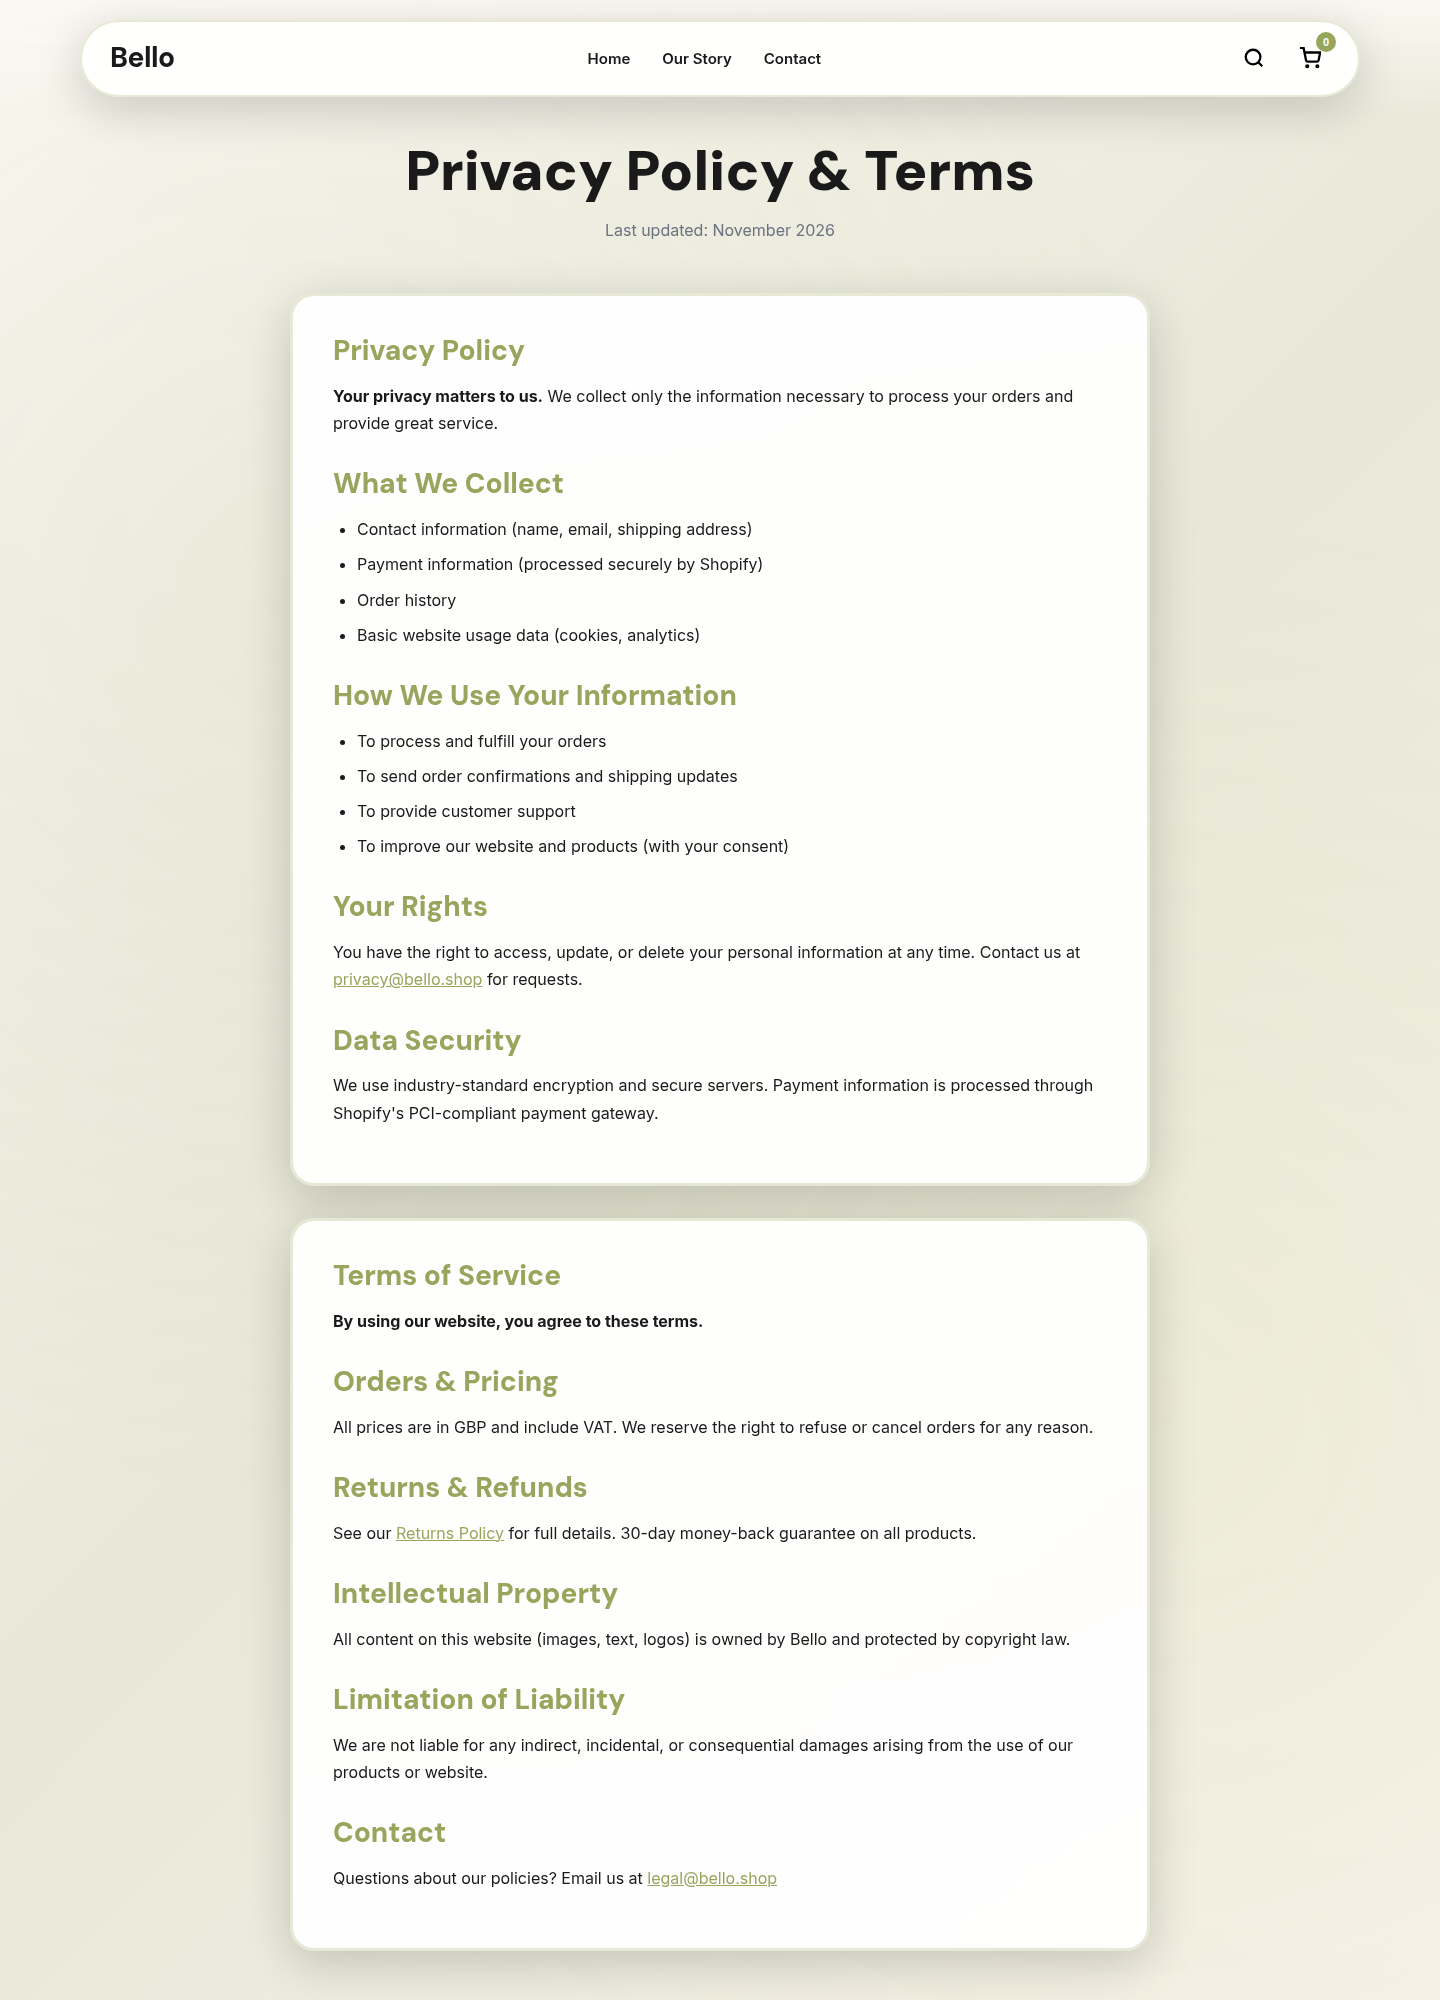 Bello
Home
Our Story
Contact
0
Privacy Policy & Terms
Last updated: November 2026
Privacy Policy
Your privacy matters to us. We collect only the information necessary to process your orders and
provide great service.
What We Collect
• Contact information (name, email, shipping address)
• Payment information (processed securely by Shopify)
• Order history
• Basic website usage data (cookies, analytics)
How We Use Your Information
• To process and fulfill your orders
• To send order confirmations and shipping updates
• To provide customer support
• To improve our website and products (with your consent)
Your Rights
You have the right to access, update, or delete your personal information at any time. Contact us at
privacy@bello.shop for requests.
Data Security
We use industry-standard encryption and secure servers. Payment information is processed through
Shopify's PCI-compliant payment gateway.
Terms of Service
By using our website, you agree to these terms.
Orders & Pricing
All prices are in GBP and include VAT. We reserve the right to refuse or cancel orders for any reason.
Returns & Refunds
See our Returns Policy for full details. 30-day money-back guarantee on all products.
Intellectual Property
All content on this website (images, text, logos) is owned by Bello and protected by copyright law.
Limitation of Liability
We are not liable for any indirect, incidental, or consequential damages arising from the use of our
products or website.
Contact
Questions about our policies? Email us at legal@bello.shop